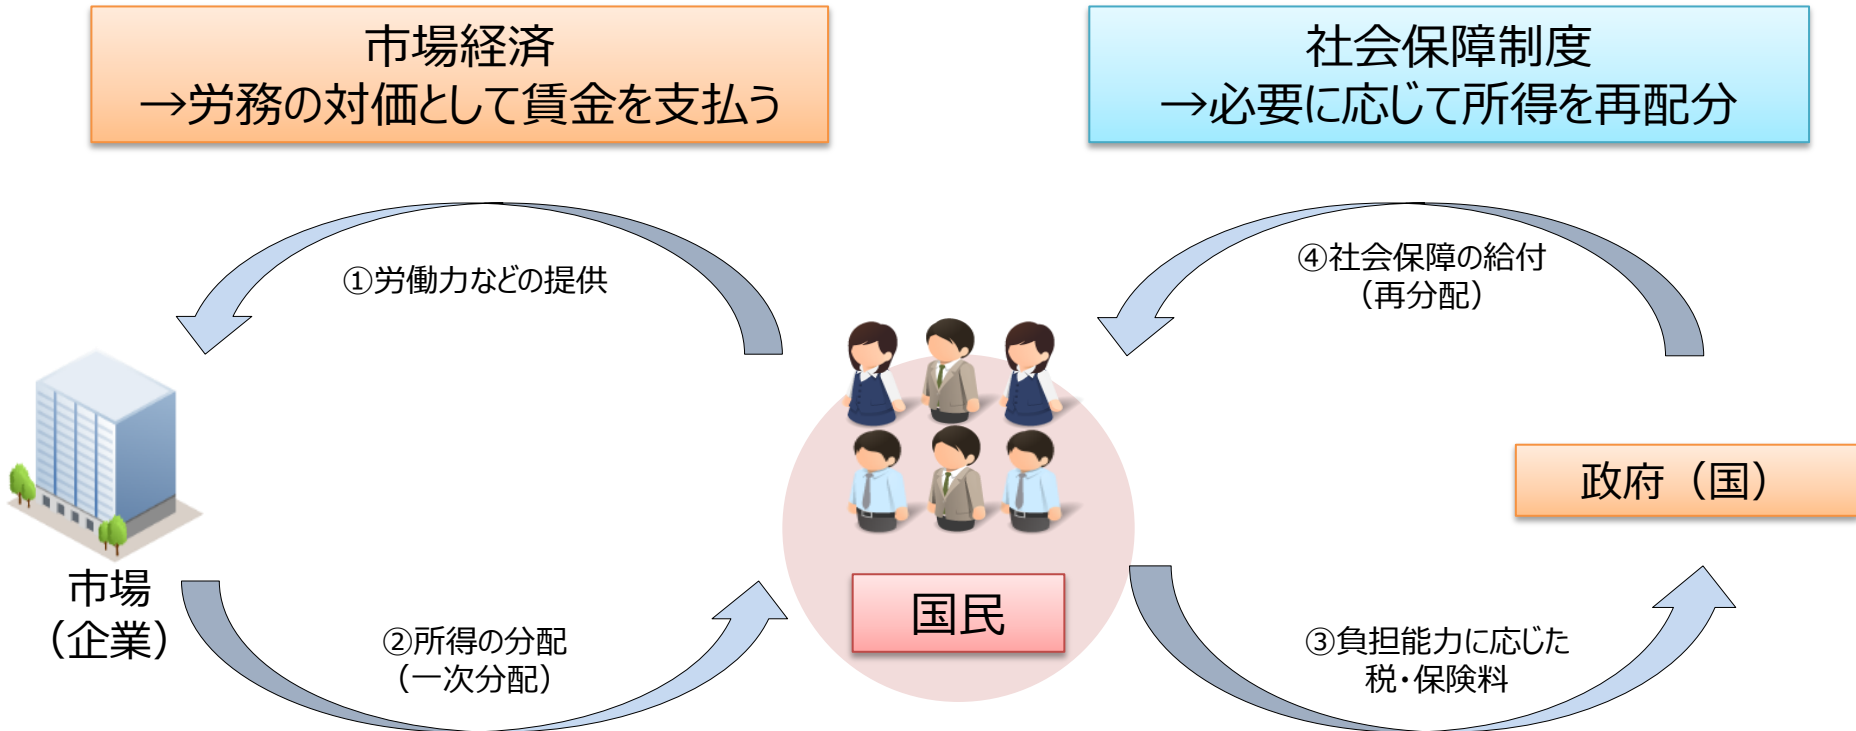 市場経済
→労務の対価として賃金を支払う
社会保障制度
→必要に応じて所得を再配分
①労働力などの提供
④社会保障の給付
（再分配）
政府（国）
市場
（企業）
国民
②所得の分配
（一次分配）
③負担能力に応じた
税・保険料